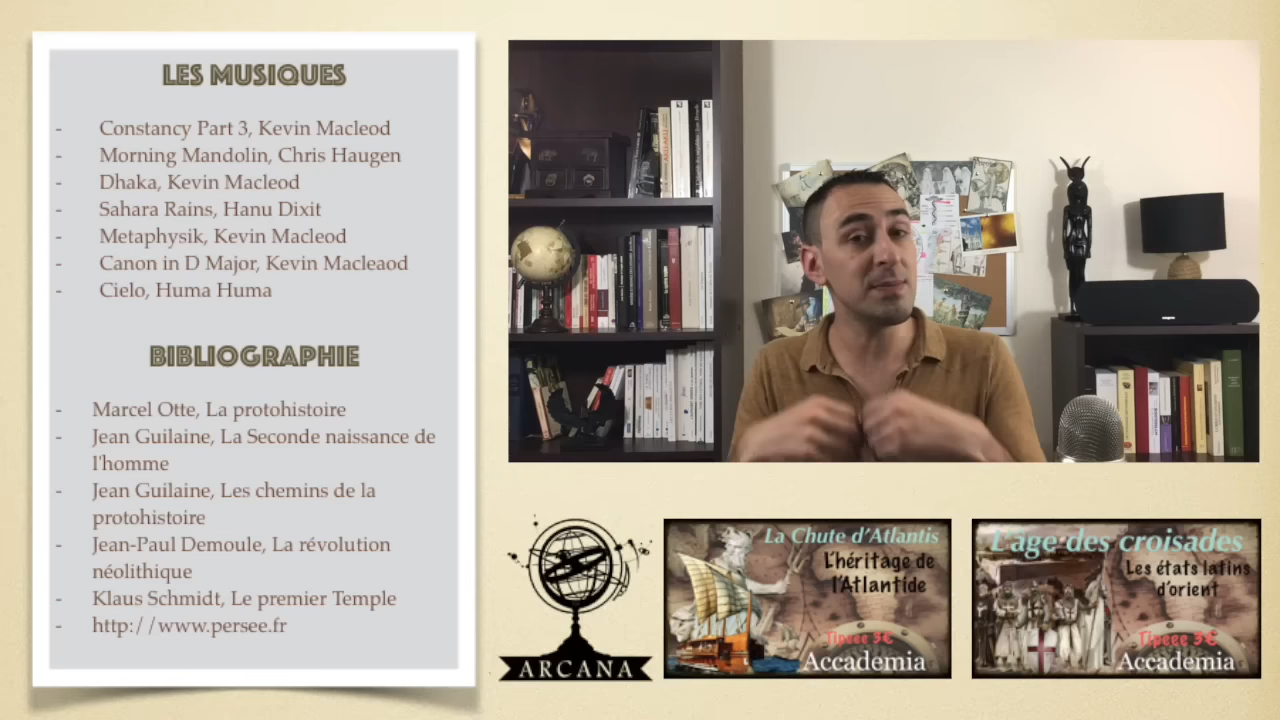 LES MUSIQUES
- Constancy Part 3, Kevin Macleod
- Morning Mandolin, Chris Haugen
- Dhaka, Kevin Macleod
- Sahara Rains, Hanu Dixit
- Metaphysik, Kevin Macleod
- Canon in D Major, Kevin Macleaod
- Cielo, Huma Huma
BIBLIOGRAPHIE
- Marcel Otte, La protohistoire
- Jean Guilaine, La Seconde naissance de
l'homme
- Jean Guilaine, Les chemins de la
protohistoire
- Jean-Paul Demoule, La révolution
néolithique
- Klaus Schmidt, Le premier Temple
- http://www.persee.fr
ARCANA
La Chute d'Atlantis
L'héritage de
l'Atlantide
Tipeee 3€
Accademia
L'âge des croisades
Les états latins
d'orient
Tipeee 3€
Accademia